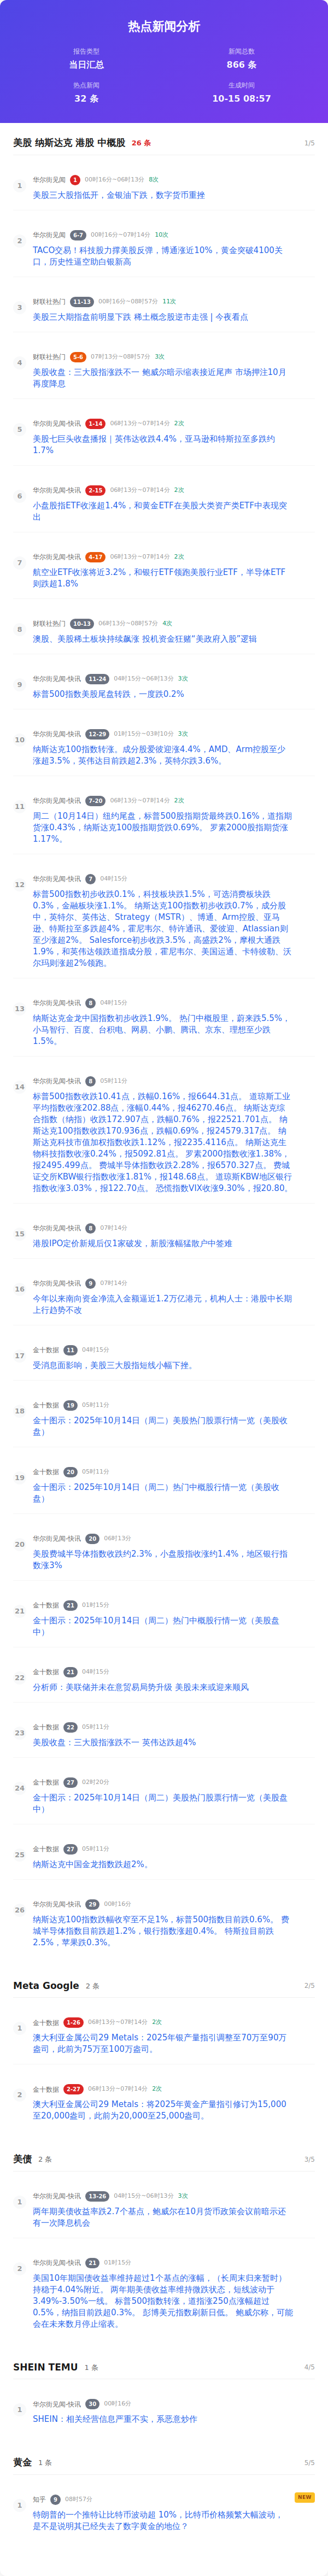 热点新闻分析
报告类型
当日汇总
新闻总数
866 条
热点新闻
32 条
生成时间
10-15 08:57
美股 纳斯达克 港股 中概股 26 条 1/5
1
华尔街见闻 1 00时16分~06时13分 8次
美股三大股指低开，金银油下跌，数字货币重挫
2
华尔街见闻 6-7 00时16分~07时14分 10次
TACO交易！科技股力撑美股反弹，博通涨近10%，黄金突破4100关
口，历史性逼空助白银新高
3
财联社热门 11-13 00时16分~08时57分 11次
美股三大期指盘前明显下跌 稀土概念股逆市走强 | 今夜看点
4
财联社热门 5-6 07时13分~08时57分 3次
美股收盘：三大股指涨跌不一 鲍威尔暗示缩表接近尾声 市场押注10月
再度降息
5
华尔街见闻-快讯 1-14 06时13分~07时14分 2次
美股七巨头收盘播报｜英伟达收跌4.4%，亚马逊和特斯拉至多跌约
1.7%
6
华尔街见闻-快讯 2-15 06时13分~07时14分 2次
小盘股指ETF收涨超1.4%，和黄金ETF在美股大类资产类ETF中表现突
出
7
华尔街见闻-快讯 4-17 06时13分~07时14分 2次
航空业ETF收涨将近3.2%，和银行ETF领跑美股行业ETF，半导体ETF
则跌超1.8%
8
财联社热门 10-13 06时13分~08时57分 4次
澳股、美股稀土板块持续飙涨 投机资金狂赌“美政府入股”逻辑
9
华尔街见闻-快讯 11-24 04时15分~06时13分 3次
标普500指数美股尾盘转跌，一度跌0.2%
10
华尔街见闻-快讯 12-29 01时15分~03时10分 3次
纳斯达克100指数转涨。成分股爱彼迎涨4.4%，AMD、Arm控股至少
涨超3.5%，英伟达目前跌超2.3%，英特尔跌3.6%。
11
华尔街见闻-快讯 7-20 06时13分~07时14分 2次
周二（10月14日）纽约尾盘，标普500股指期货最终跌0.16%，道指期
货涨0.43%，纳斯达克100股指期货跌0.69%。 罗素2000股指期货涨
1.17%。
12
华尔街见闻-快讯 7 04时15分
标普500指数初步收跌0.1%，科技板块跌1.5%，可选消费板块跌
0.3%，金融板块涨1.1%。 纳斯达克100指数初步收跌0.7%，成分股
中，英特尔、英伟达、Strategy（MSTR）、博通、Arm控股、亚马
逊、特斯拉至多跌超4%，霍尼韦尔、特许通讯、爱彼迎、Atlassian则
至少涨超2%。 Salesforce初步收跌3.5%，高盛跌2%，摩根大通跌
1.9%，和英伟达领跌道指成分股，霍尼韦尔、美国运通、卡特彼勒、沃
尔玛则涨超2%领跑。
13
华尔街见闻-快讯 8 04时15分
纳斯达克金龙中国指数初步收跌1.9%。 热门中概股里，蔚来跌5.5%，
小马智行、百度、台积电、网易、小鹏、腾讯、京东、理想至少跌
1.5%。
14
华尔街见闻-快讯 8 05时11分
标普500指数收跌10.41点，跌幅0.16%，报6644.31点。 道琼斯工业
平均指数收涨202.88点，涨幅0.44%，报46270.46点。 纳斯达克综
合指数（纳指）收跌172.907点，跌幅0.76%，报22521.701点。 纳
斯达克100指数收跌170.936点，跌幅0.69%，报24579.317点。 纳
斯达克科技市值加权指数收跌1.12%，报2235.4116点。 纳斯达克生
物科技指数收涨0.24%，报5092.81点。 罗素2000指数收涨1.38%，
报2495.499点。 费城半导体指数收跌2.28%，报6570.327点。 费城
证交所KBW银行指数收涨1.81%，报148.68点。 道琼斯KBW地区银行
指数收涨3.03%，报122.70点。 恐慌指数VIX收涨9.30%，报20.80。
15
华尔街见闻-快讯 8 07时14分
港股IPO定价新规后仅1家破发，新股涨幅猛散户中签难
16
华尔街见闻-快讯 9 07时14分
今年以来南向资金净流入金额逼近1.2万亿港元，机构人士：港股中长期
上行趋势不改
17
金十数据 11 04时15分
受消息面影响，美股三大股指短线小幅下挫。
18
金十数据 19 05时11分
金十图示：2025年10月14日（周二）美股热门股票行情一览（美股收
盘）
19
金十数据 20 05时11分
金十图示：2025年10月14日（周二）热门中概股行情一览（美股收
盘）
20
华尔街见闻-快讯 20 06时13分
美股费城半导体指数收跌约2.3%，小盘股指收涨约1.4%，地区银行指
数涨3%
21
金十数据 21 01时15分
金十图示：2025年10月14日（周二）热门中概股行情一览（美股盘
中）
22
金十数据 21 04时15分
分析师：美联储并未在意贸易局势升级 美股未来或迎来顺风
23
金十数据 22 05时11分
美股收盘：三大股指涨跌不一 英伟达跌超4%
24
金十数据 27 02时20分
金十图示：2025年10月14日（周二）美股热门股票行情一览（美股盘
中）
25
金十数据 27 05时11分
纳斯达克中国金龙指数跌超2%。
26
华尔街见闻-快讯 29 00时16分
纳斯达克100指数跌幅收窄至不足1%，标普500指数目前跌0.6%。 费
城半导体指数目前跌超1.2%，银行指数涨超0.4%。 特斯拉目前跌
2.5%，苹果跌0.3%。
Meta Google 2 条 2/5
1
金十数据 1-26 06时13分~07时14分 2次
澳大利亚金属公司29 Metals：2025年银产量指引调整至70万至90万
盎司，此前为75万至100万盎司。
2
金十数据 2-27 06时13分~07时14分 2次
澳大利亚金属公司29 Metals：将2025年黄金产量指引修订为15,000
至20,000盎司，此前为20,000至25,000盎司。
美债 2 条 3/5
1
华尔街见闻-快讯 13-26 04时15分~06时13分 3次
两年期美债收益率跌2.7个基点，鲍威尔在10月货币政策会议前暗示还
有一次降息机会
2
华尔街见闻-快讯 21 01时15分
美国10年期国债收益率维持超过1个基点的涨幅，（长周末归来暂时）
持稳于4.04%附近。 两年期美债收益率维持微跌状态，短线波动于
3.49%-3.50%一线。 标普500指数转涨，道指涨250点涨幅超过
0.5%，纳指目前跌超0.3%。 彭博美元指数刷新日低。 鲍威尔称，可能
会在未来数月停止缩表。
SHEIN TEMU 1 条 4/5
1
华尔街见闻-快讯 30 00时16分
SHEIN：相关经营信息严重不实，系恶意炒作
黄金 1 条 5/5
NEW
1
知乎 9 08时57分
特朗普的一个推特让比特币波动超 10%，比特币价格频繁大幅波动，
是不是说明其已经失去了数字黄金的地位？